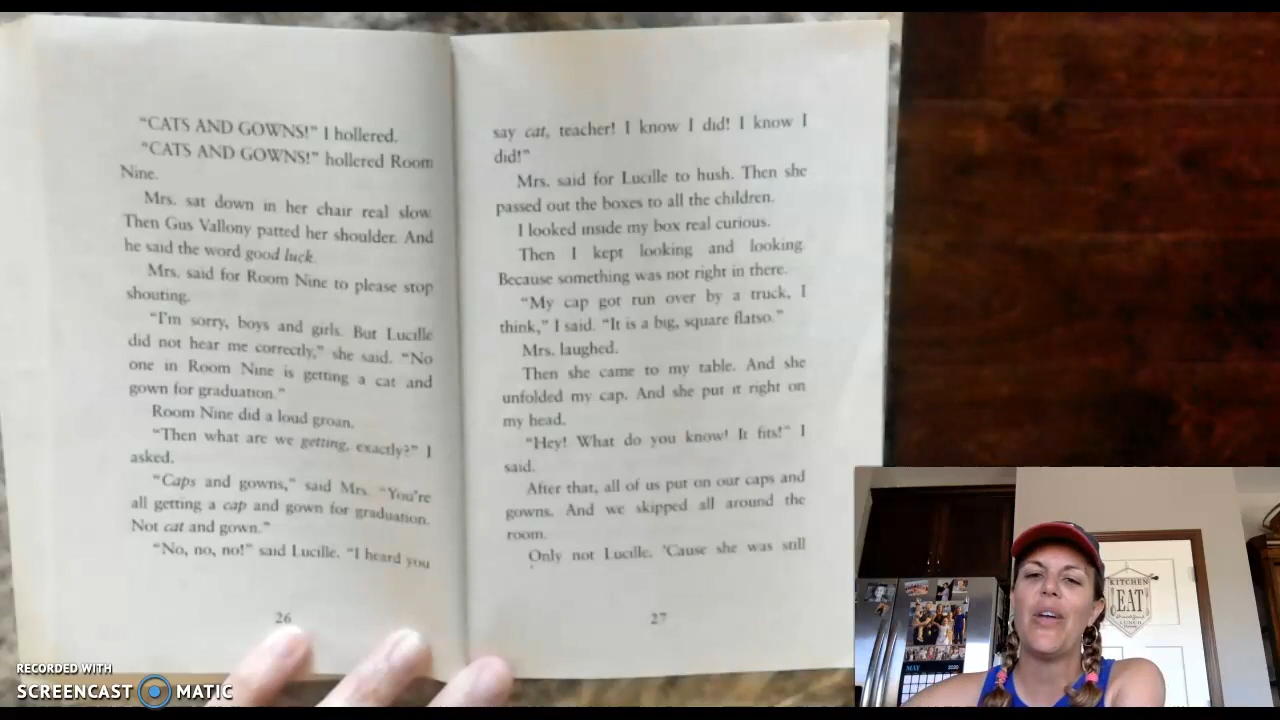 “CATS AND GOWNS!” I hollered.
“CATS AND GOWNS!” hollered Room
Nine.
Mrs. sat down in her chair real slow.
Then Gus Vallony patted her shoulder. And
he said the word good luck.
Mrs. said for Room Nine to please stop
shouting.
“I'm sorry, boys and girls. But Lucille
did not hear me correctly,” she said. “No
one in Room Nine is getting a cat and
gown for graduation.”
Room Nine did a loud groan.
“Then what are we getting, exactly?” I
asked.
“Caps and gowns,” said Mrs. “You're
all getting a cap and gown for graduation.
Not cat and gown.”
“No, no, no!” said Lucille. “I heard you
26
say cat, teacher! I know I did! I know I
did!”
Mrs. said for Lucille to hush. Then she
passed out the boxes to all the children.
I looked inside my box real curious.
Then I kept looking and looking.
Because something was not right in there.
“My cap got run over by a truck, I
think,” I said. “It is a big, square flatso.”
Mrs. laughed.
Then she came to my table. And she
unfolded my cap. And she put it right on
my head.
“Hey! What do you know! It fits!” I
said.
After that, all of us put on our caps and
gowns. And we skipped all around the
room.
Only not Lucille. 'Cause she was still
27
KITCHEN
EAT
LUNCH
MAY 2020
RECORDED WITH
SCREENCAST MATIC